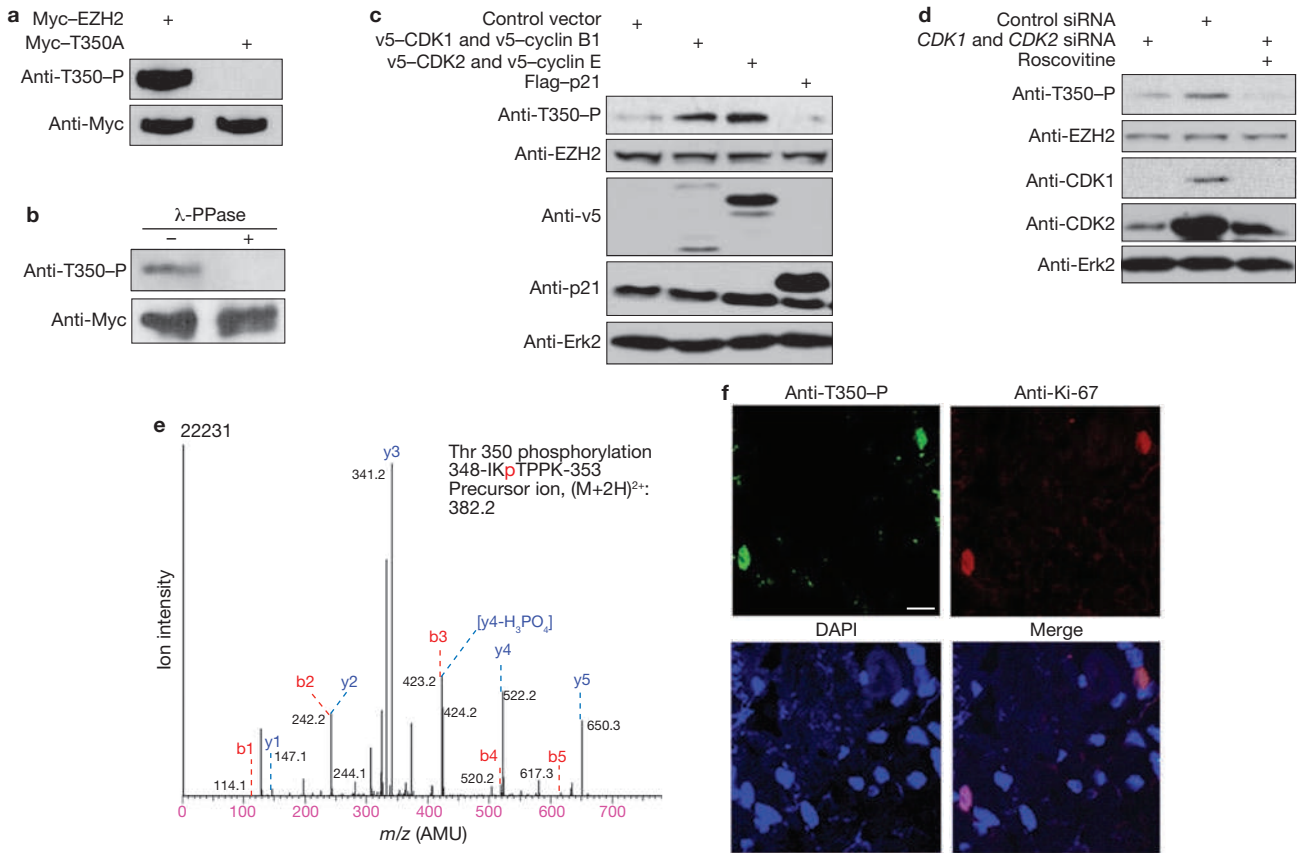 a
Myc–EZH2 +
Myc–T350A +
Anti-T350–P
Anti-Myc
b
λ-PPase
– +
Anti-T350–P
Anti-Myc
c
Control vector +
v5–CDK1 and v5–cyclin B1 +
v5–CDK2 and v5–cyclin E +
Flag–p21 +
Anti-T350–P
Anti-EZH2
Anti-v5
Anti-p21
Anti-Erk2
d
Control siRNA +
CDK1 and CDK2 siRNA + +
Roscovitine +
Anti-T350–P
Anti-EZH2
Anti-CDK1
Anti-CDK2
Anti-Erk2
e
22231
Thr 350 phosphorylation
348-IKpTPPK-353
Precursor ion, (M+2H)²⁺:
382.2
y3
341.2
[y4-H₃PO₄]
b3
y4
423.2
522.2
424.2
b2
y2
242.2
y5
650.3
b1
y1
147.1
114.1
244.1
b4
520.2
b5
617.3
Ion intensity
0 100 200 300 400 500 600 700
m/z (AMU)
f
Anti-T350–P
Anti-Ki-67
DAPI
Merge